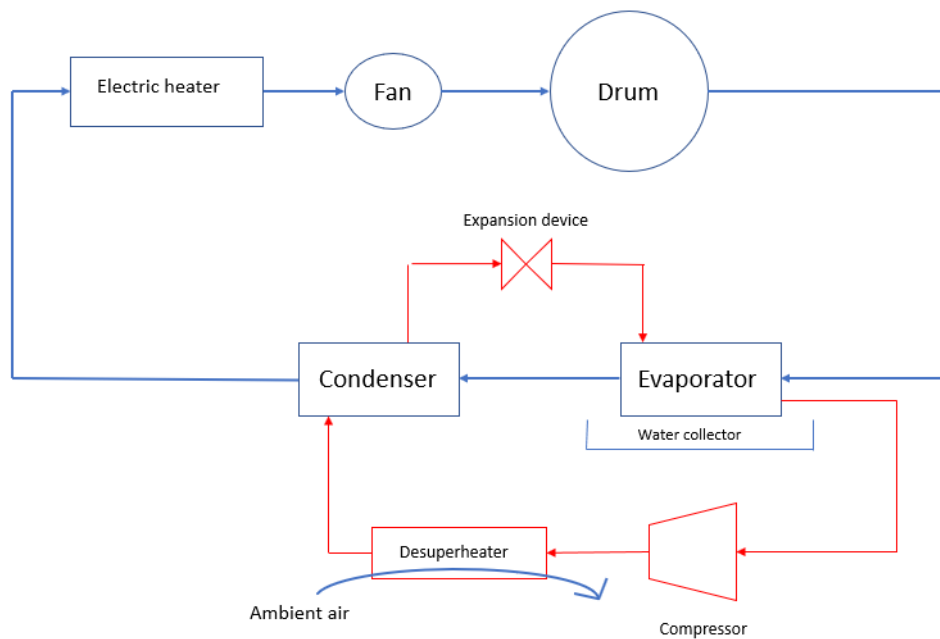 Electric heater
Fan
Drum
Expansion device
Condenser
Evaporator
Water collector
Desuperheater
Ambient air
Compressor